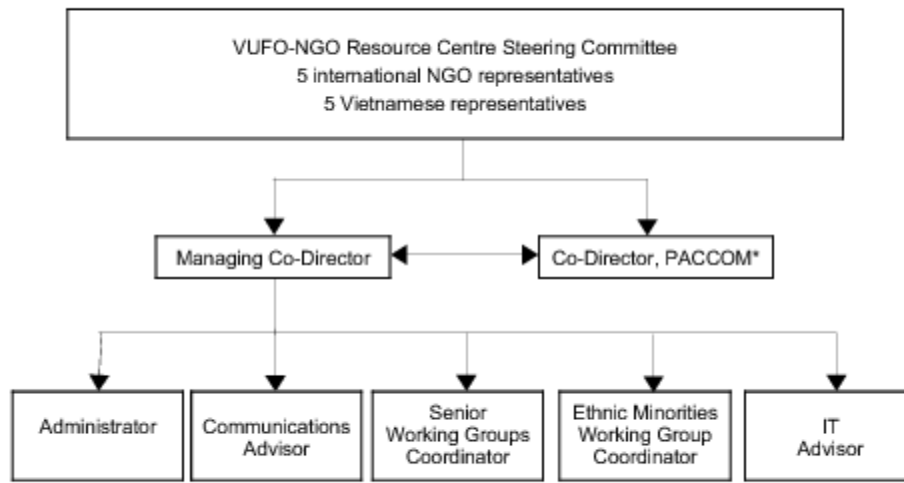 VUFO-NGO Resource Centre Steering Committee
5 international NGO representatives
5 Vietnamese representatives
Managing Co-Director
Co-Director, PACCOM*
Administrator
Communications
Advisor
Senior
Working Groups
Coordinator
Ethnic Minorities
Working Group
Coordinator
IT
Advisor